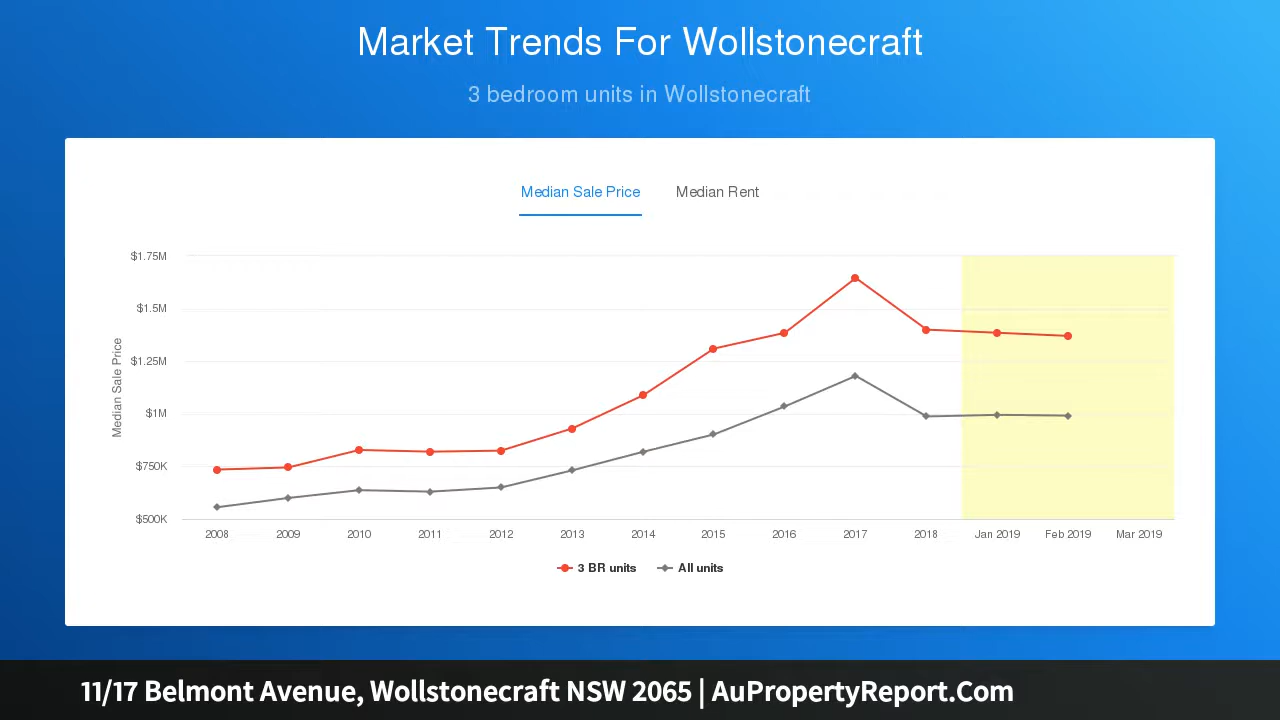 Market Trends For Wollstonecraft
3 bedroom units in Wollstonecraft
Median Sale Price Median Rent
Median Sale Price
$1.75M
$1.5M
$1.25M
$1M
$750K
$500K
2008 2009 2010 2011 2012 2013 2014 2015 2016 2017 2018 Jan 2019 Feb 2019 Mar 2019
3 BR units All units
11/17 Belmont Avenue, Wollstonecraft NSW 2065 | AuPropertyReport.Com